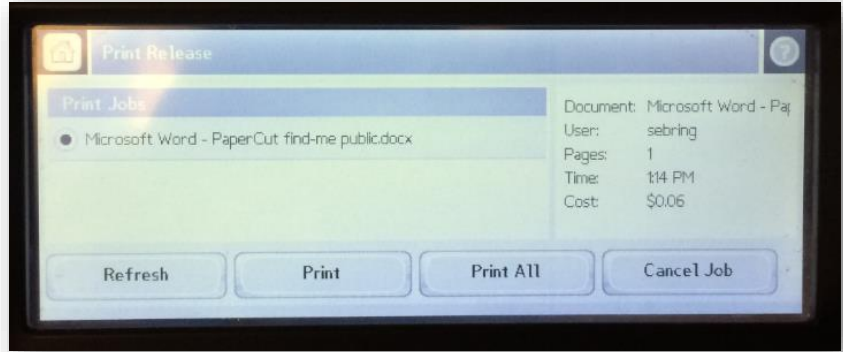 Print Release
?
Print Jobs
Microsoft Word - PaperCut find-me public.docx
Document: Microsoft Word - Pap
User: sebring
Pages: 1
Time: 1:14 PM
Cost: $0.06
Refresh
Print
Print All
Cancel Job